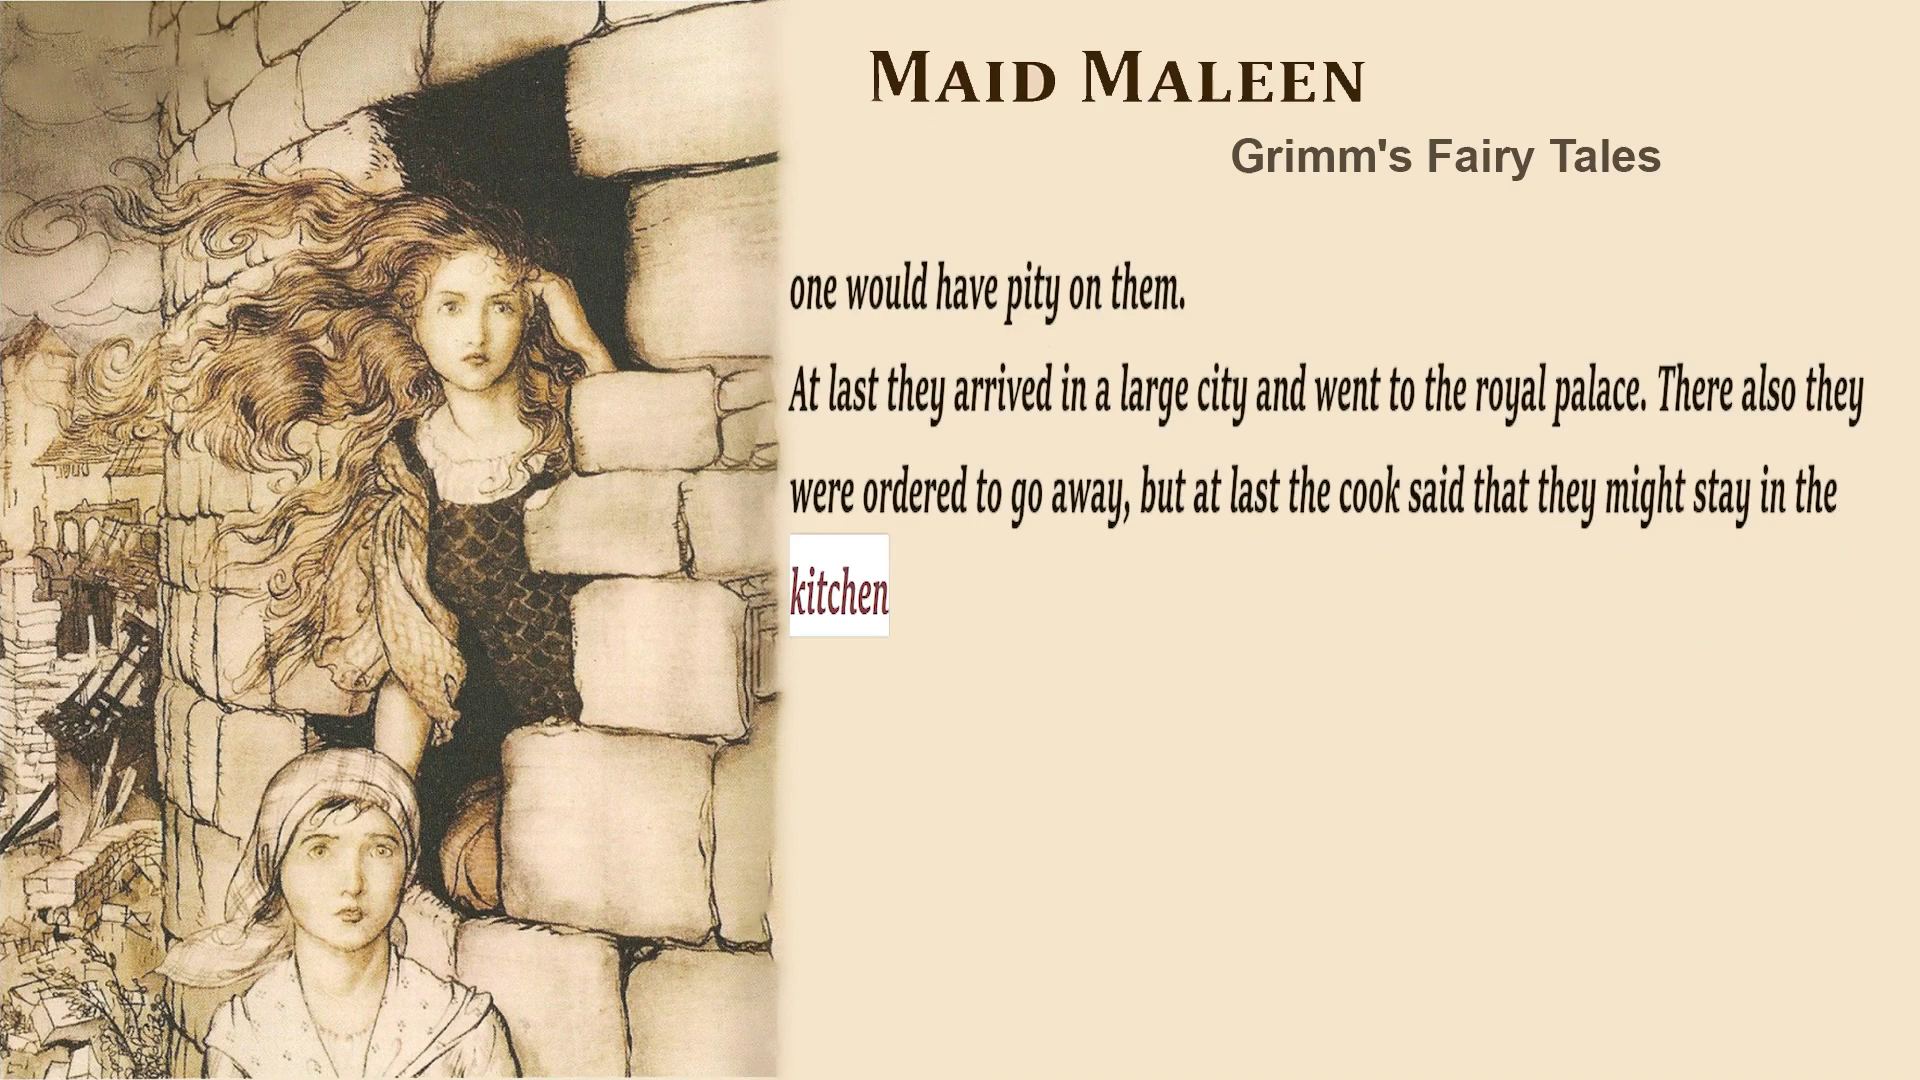 Maid Maleen
Grimm's Fairy Tales
one would have pity on them.
At last they arrived in a large city and went to the royal palace. There also they
were ordered to go away, but at last the cook said that they might stay in the
kitchen